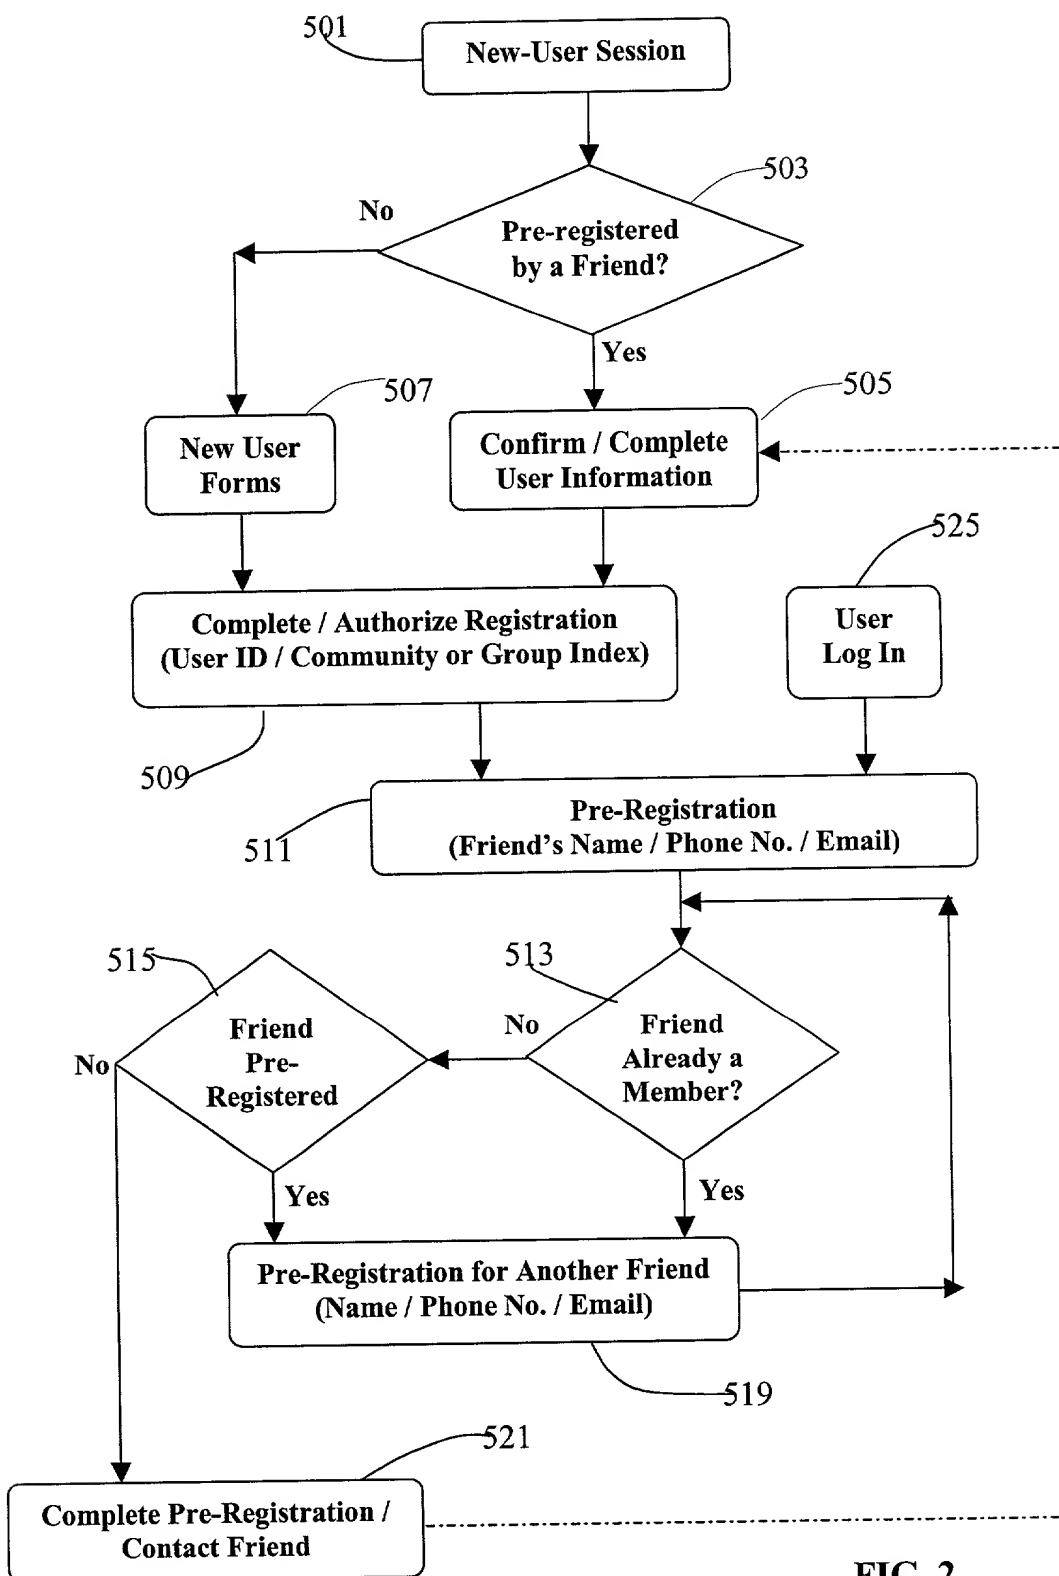 501
New-User Session
503
No
Pre-registered
by a Friend?
Yes
507
505
New User
Forms
Confirm / Complete
User Information
525
Complete / Authorize Registration
(User ID / Community or Group Index)
User
Log In
509
511
Pre-Registration
(Friend's Name / Phone No. / Email)
515
513
No
Friend
Pre-
Registered
No
Friend
Already a
Member?
Yes
Yes
Pre-Registration for Another Friend
(Name / Phone No. / Email)
519
521
Complete Pre-Registration /
Contact Friend
FIG. 2